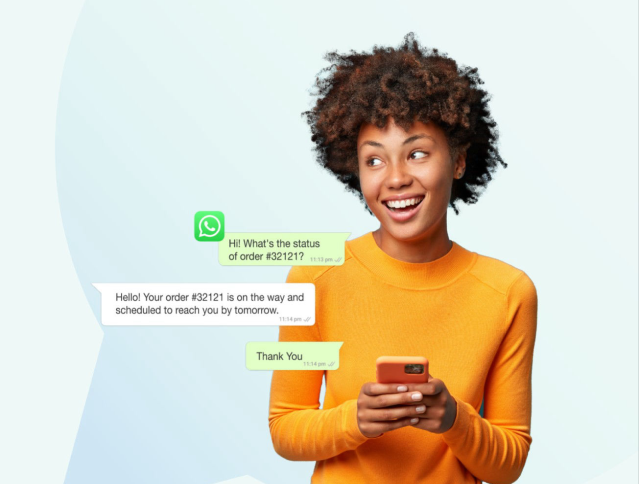 Hi! What's the status
of order #32121?
11:13 pm
Hello! Your order #32121 is on the way and
scheduled to reach you by tomorrow.
11:14 pm
Thank You
11:14 pm